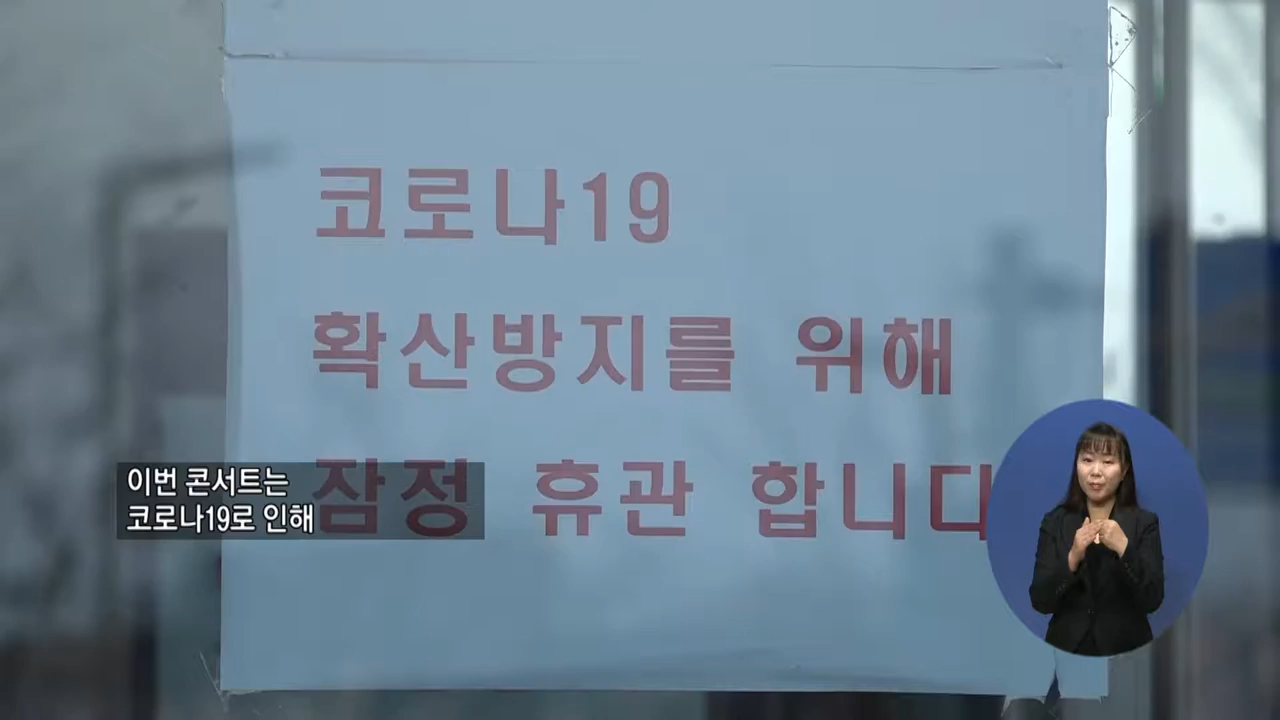 코로나19
확산방지를 위해
잠정 휴관 합니다
이번 콘서트는
코로나19로 인해